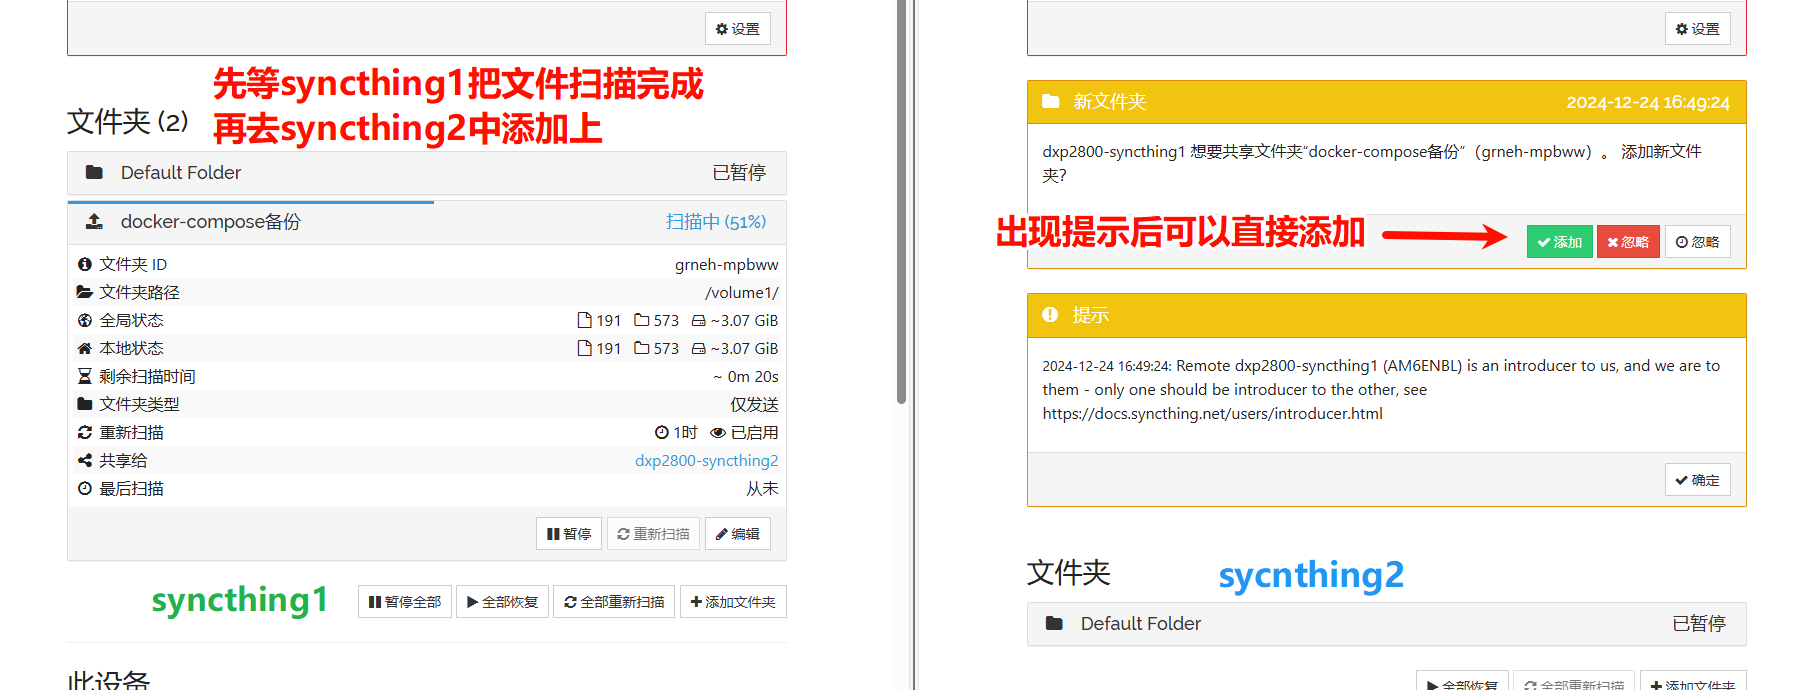 设置
先等syncthing1把文件扫描完成
再去syncthing2中添加上
文件夹 (2)
Default Folder 已暂停
docker-compose备份 扫描中 (51%)
文件夹 ID grneh-mpbww
文件夹路径 /volume1/
全局状态 191 573 ~3.07 GiB
本地状态 191 573 ~3.07 GiB
剩余扫描时间 ~ 0m 20s
文件夹类型 仅发送
重新扫描 1时 已启用
共享给 dxp2800-syncthing2
最后扫描 从未
暂停 重新扫描 编辑
syncthing1
暂停全部 全部恢复 全部重新扫描 添加文件夹
此设备
设置
新文件夹 2024-12-24 16:49:24
dxp2800-syncthing1 想要共享文件夹“docker-compose备份”（grneh-mpbww）。 添加新文件
夹?
出现提示后可以直接添加
添加 忽略 忽略
提示
2024-12-24 16:49:24: Remote dxp2800-syncthing1 (AM6ENBL) is an introducer to us, and we are to
them - only one should be introducer to the other, see
https://docs.syncthing.net/users/introducer.html
确定
文件夹
sycnthing2
Default Folder 已暂停
全部恢复 全部重新扫描 添加文件夹